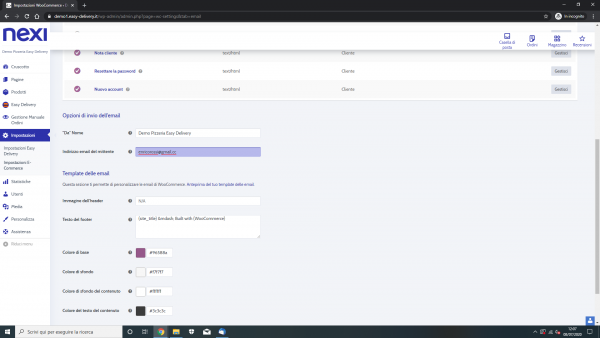 Impostazioni WooCommerce ‹ D
demo1.easy-delivery.it/wp-admin/admin.php?page=wc-settings&tab=email
In incognito
nexi
Casella di posta
Ordini
Magazzino
Recensioni
Demo Pizzeria Easy Delivery
Nota cliente
text/html
Cliente
Gestisci
Cruscotto
Resettare la password
text/html
Cliente
Gestisci
Pagine
Prodotti
Nuovo account
text/html
Cliente
Gestisci
Easy Delivery
Gestione Manuale Ordini
Opzioni di invio dell'email
Impostazioni
"Da" Nome
Demo Pizzeria Easy Delivery
Impostazioni Easy Delivery
Indirizzo email del mittente
Impostazioni E-Commerce
Template delle email
Statistiche
Questa sezione ti permette di personalizzare le email di WooCommerce. Anteprima del tuo template delle email.
Utenti
Immagine dell'header
N/A
Media
Personalizza
Testo del footer
{site_title} &mdash; Built with {WooCommerce}
Assistenza
Riduci menu
Colore di base
#96588a
Colore di sfondo
#f7f7f7
Colore di sfondo del contenuto
#ffffff
Colore del testo del contenuto
#3c3c3c
Scrivi qui per eseguire la ricerca
12:07
08/07/2020